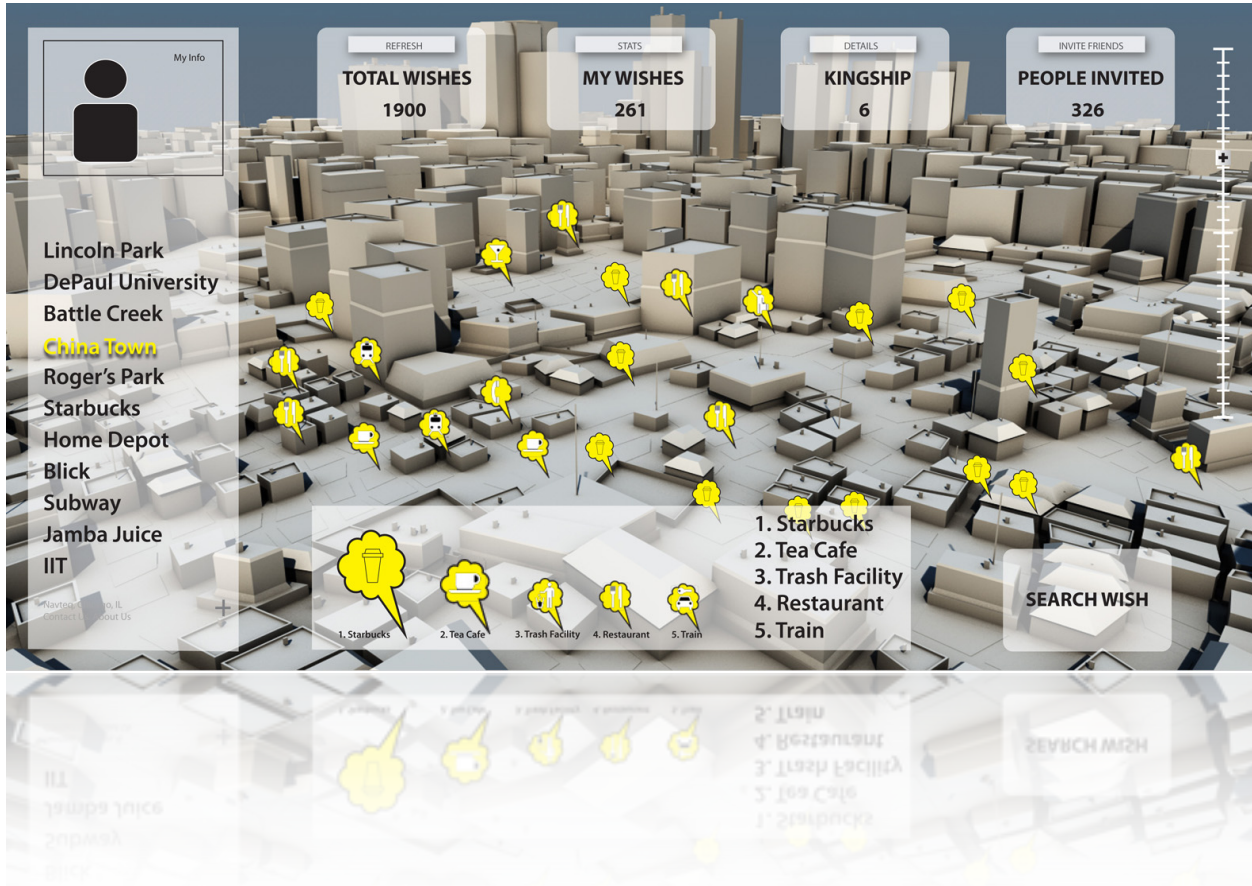 My Info
REFRESH
TOTAL WISHES
1900
STATS
MY WISHES
261
DETAILS
KINGSHIP
6
INVITE FRIENDS
PEOPLE INVITED
326
Lincoln Park
DePaul University
Battle Creek
China Town
Roger's Park
Starbucks
Home Depot
Blick
Subway
Jamba Juice
IIT
Navteq, IL
Contact Us
1. Starbucks
2. Tea Cafe
3. Trash Facility
4. Restaurant
5. Train
1. Starbucks
2. Tea Cafe
3. Trash Facility
4. Restaurant
5. Train
SEARCH WISH